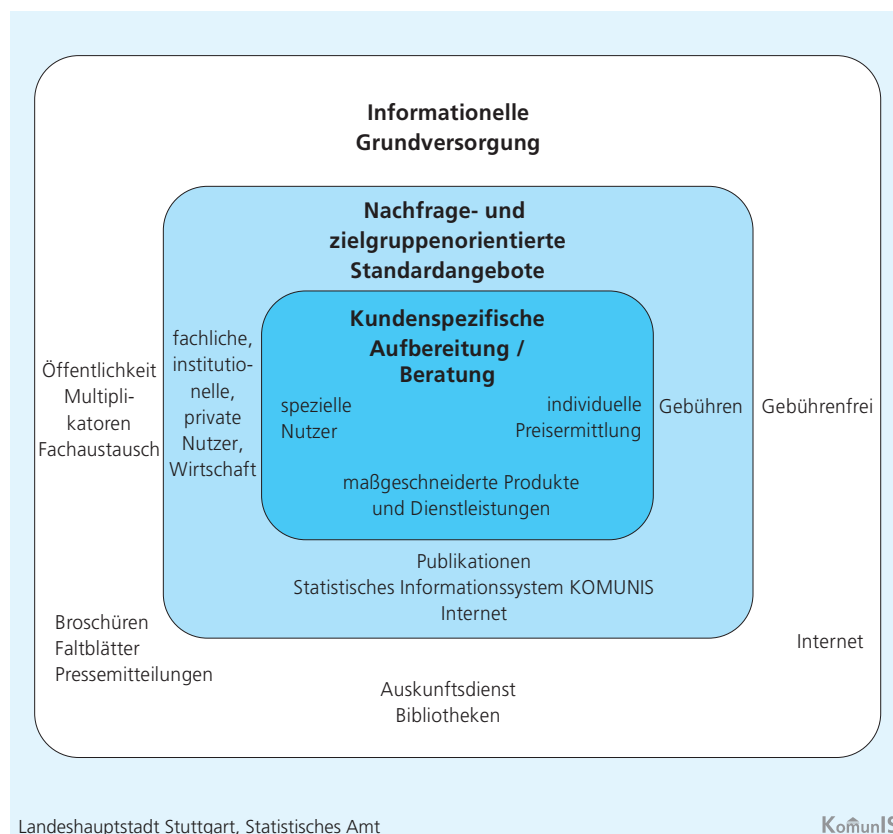 Informationelle
Grundversorgung
Nachfrage- und
zielgruppenorientierte
Standardangebote
Kundenspezifische
Aufbereitung /
Beratung
Öffentlichkeit
Multipli-
katoren
Fachaustausch
fachliche,
institutio-
nelle,
private
Nutzer,
Wirtschaft
spezielle
Nutzer
individuelle
Preisermittlung
Gebühren
Gebührenfrei
maßgeschneiderte Produkte
und Dienstleistungen
Publikationen
Statistisches Informationssystem KOMUNIS
Internet
Broschüren
Faltblätter
Pressemitteilungen
Internet
Auskunftsdienst
Bibliotheken
Landeshauptstadt Stuttgart, Statistisches Amt
KomunIS